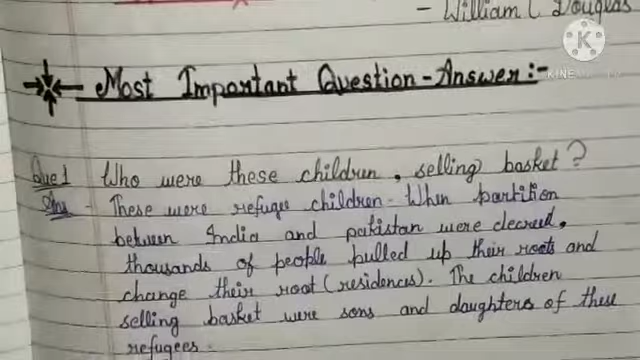 - William O Douglas
KINEMASTER
Most Important Question-Answer:-
Que1 Who were these children, selling basket?
Ans - These were refugee children. When partition
between India and pakistan were decreed,
thousands of people pulled up their roots and
change their root (residences). The children
selling basket were sons and daughters of these
refugees.